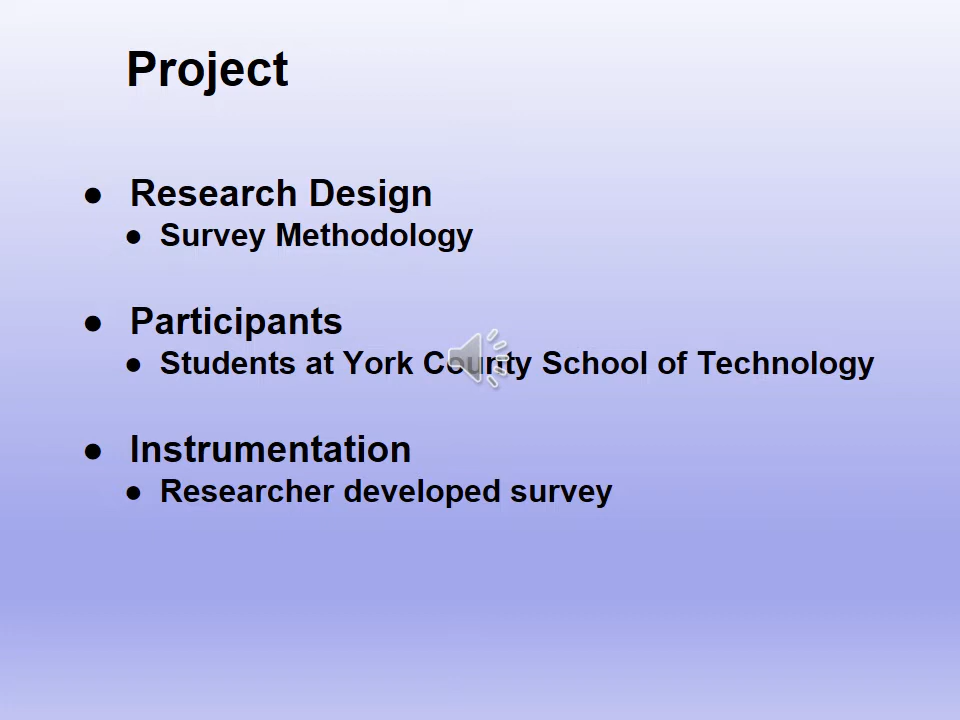 Project
● Research Design
● Survey Methodology
● Participants
● Students at York County School of Technology
● Instrumentation
● Researcher developed survey